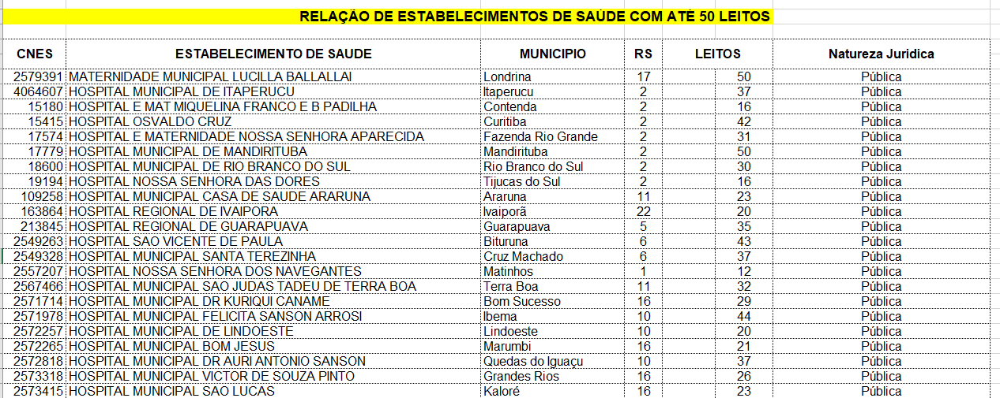 RELAÇÃO DE ESTABELECIMENTOS DE SAÚDE COM ATÉ 50 LEITOS
CNES ESTABELECIMENTO DE SAUDE MUNICIPIO RS LEITOS Natureza Juridica
2579391 MATERNIDADE MUNICIPAL LUCILLA BALLALLAI Londrina 17 50 Pública
4064607 HOSPITAL MUNICIPAL DE ITAPERUCU Itaperucu 2 37 Pública
15180 HOSPITAL E MAT MIQUELINA FRANCO E B PADILHA Contenda 2 16 Pública
15415 HOSPITAL OSVALDO CRUZ Curitiba 2 42 Pública
17574 HOSPITAL E MATERNIDADE NOSSA SENHORA APARECIDA Fazenda Rio Grande 2 31 Pública
17779 HOSPITAL MUNICIPAL DE MANDIRITUBA Mandirituba 2 50 Pública
18600 HOSPITAL MUNICIPAL DE RIO BRANCO DO SUL Rio Branco do Sul 2 30 Pública
19194 HOSPITAL NOSSA SENHORA DAS DORES Tijucas do Sul 2 16 Pública
109258 HOSPITAL MUNICIPAL CASA DE SAUDE ARARUNA Araruna 11 23 Pública
163864 HOSPITAL REGIONAL DE IVAIPORA Ivaiporã 22 20 Pública
213845 HOSPITAL REGIONAL DE GUARAPUAVA Guarapuava 5 35 Pública
2549263 HOSPITAL SAO VICENTE DE PAULA Bituruna 6 43 Pública
2549328 HOSPITAL MUNICIPAL SANTA TEREZINHA Cruz Machado 6 37 Pública
2557207 HOSPITAL NOSSA SENHORA DOS NAVEGANTES Matinhos 1 12 Pública
2567466 HOSPITAL MUNICIPAL SAO JUDAS TADEU DE TERRA BOA Terra Boa 11 32 Pública
2571714 HOSPITAL MUNICIPAL DR KURIQUI CANAME Bom Sucesso 16 29 Pública
2571978 HOSPITAL MUNICIPAL FELICITA SANSON ARROSI Ibema 10 44 Pública
2572257 HOSPITAL MUNICIPAL DE LINDOESTE Lindoeste 10 20 Pública
2572265 HOSPITAL MUNICIPAL BOM JESUS Marumbi 16 21 Pública
2572818 HOSPITAL MUNICIPAL DR AURI ANTONIO SANSON Quedas do Iguaçu 10 37 Pública
2573318 HOSPITAL MUNICIPAL VICTOR DE SOUZA PINTO Grandes Rios 16 26 Pública
2573415 HOSPITAL MUNICIPAL SAO LUCAS Kaloré 16 23 Pública